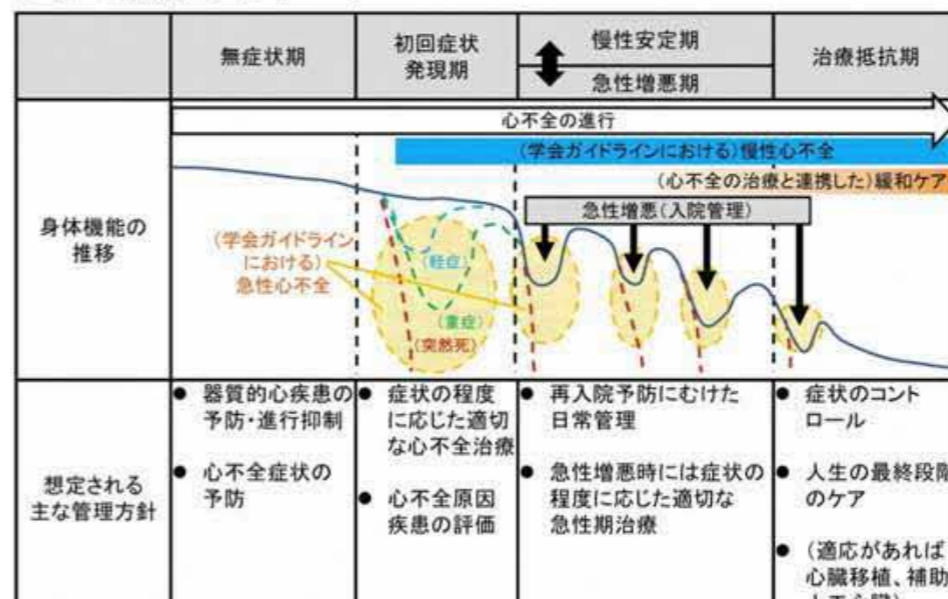 無症状期
初回症状
発現期
慢性安定期
急性増悪期
治療抵抗期
心不全の進行
(学会ガイドラインにおける)慢性心不全
(心不全の治療と連携した)緩和ケア
急性増悪(入院管理)
身体機能の
推移
(学会ガイドライン
における)
急性心不全
(軽症)
(重症)
(突然死)
想定される
主な管理方針
● 器質的心疾患の
予防・進行抑制
● 心不全症状の
予防
● 症状の程度
に応じた適切
な心不全治療
● 心不全原因
疾患の評価
● 再入院予防にむけた
日常管理
● 急性増悪時には症状の
程度に応じた適切な
急性期治療
● 症状のコント
ロール
● 人生の最終段階
のケア
● (適応があれば
心臓移植、補助